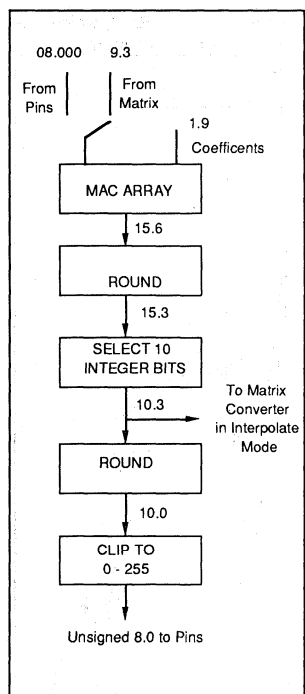 08.000 9.3
From Pins
From Matrix
1.9
Coefficents
MAC ARRAY
15.6
ROUND
15.3
SELECT 10
INTEGER BITS
10.3
To Matrix
Converter
in Interpolate
Mode
ROUND
10.0
CLIP TO
0 - 255
Unsigned 8.0 to Pins